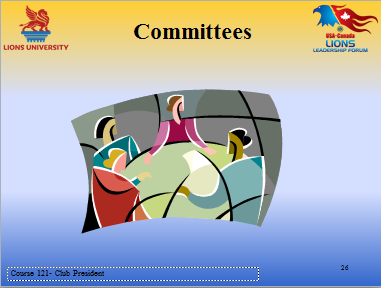 Committees
LIONS UNIVERSITY
USA-Canada
LIONS
LEADERSHIP FORUM
Course 121- Club President
26